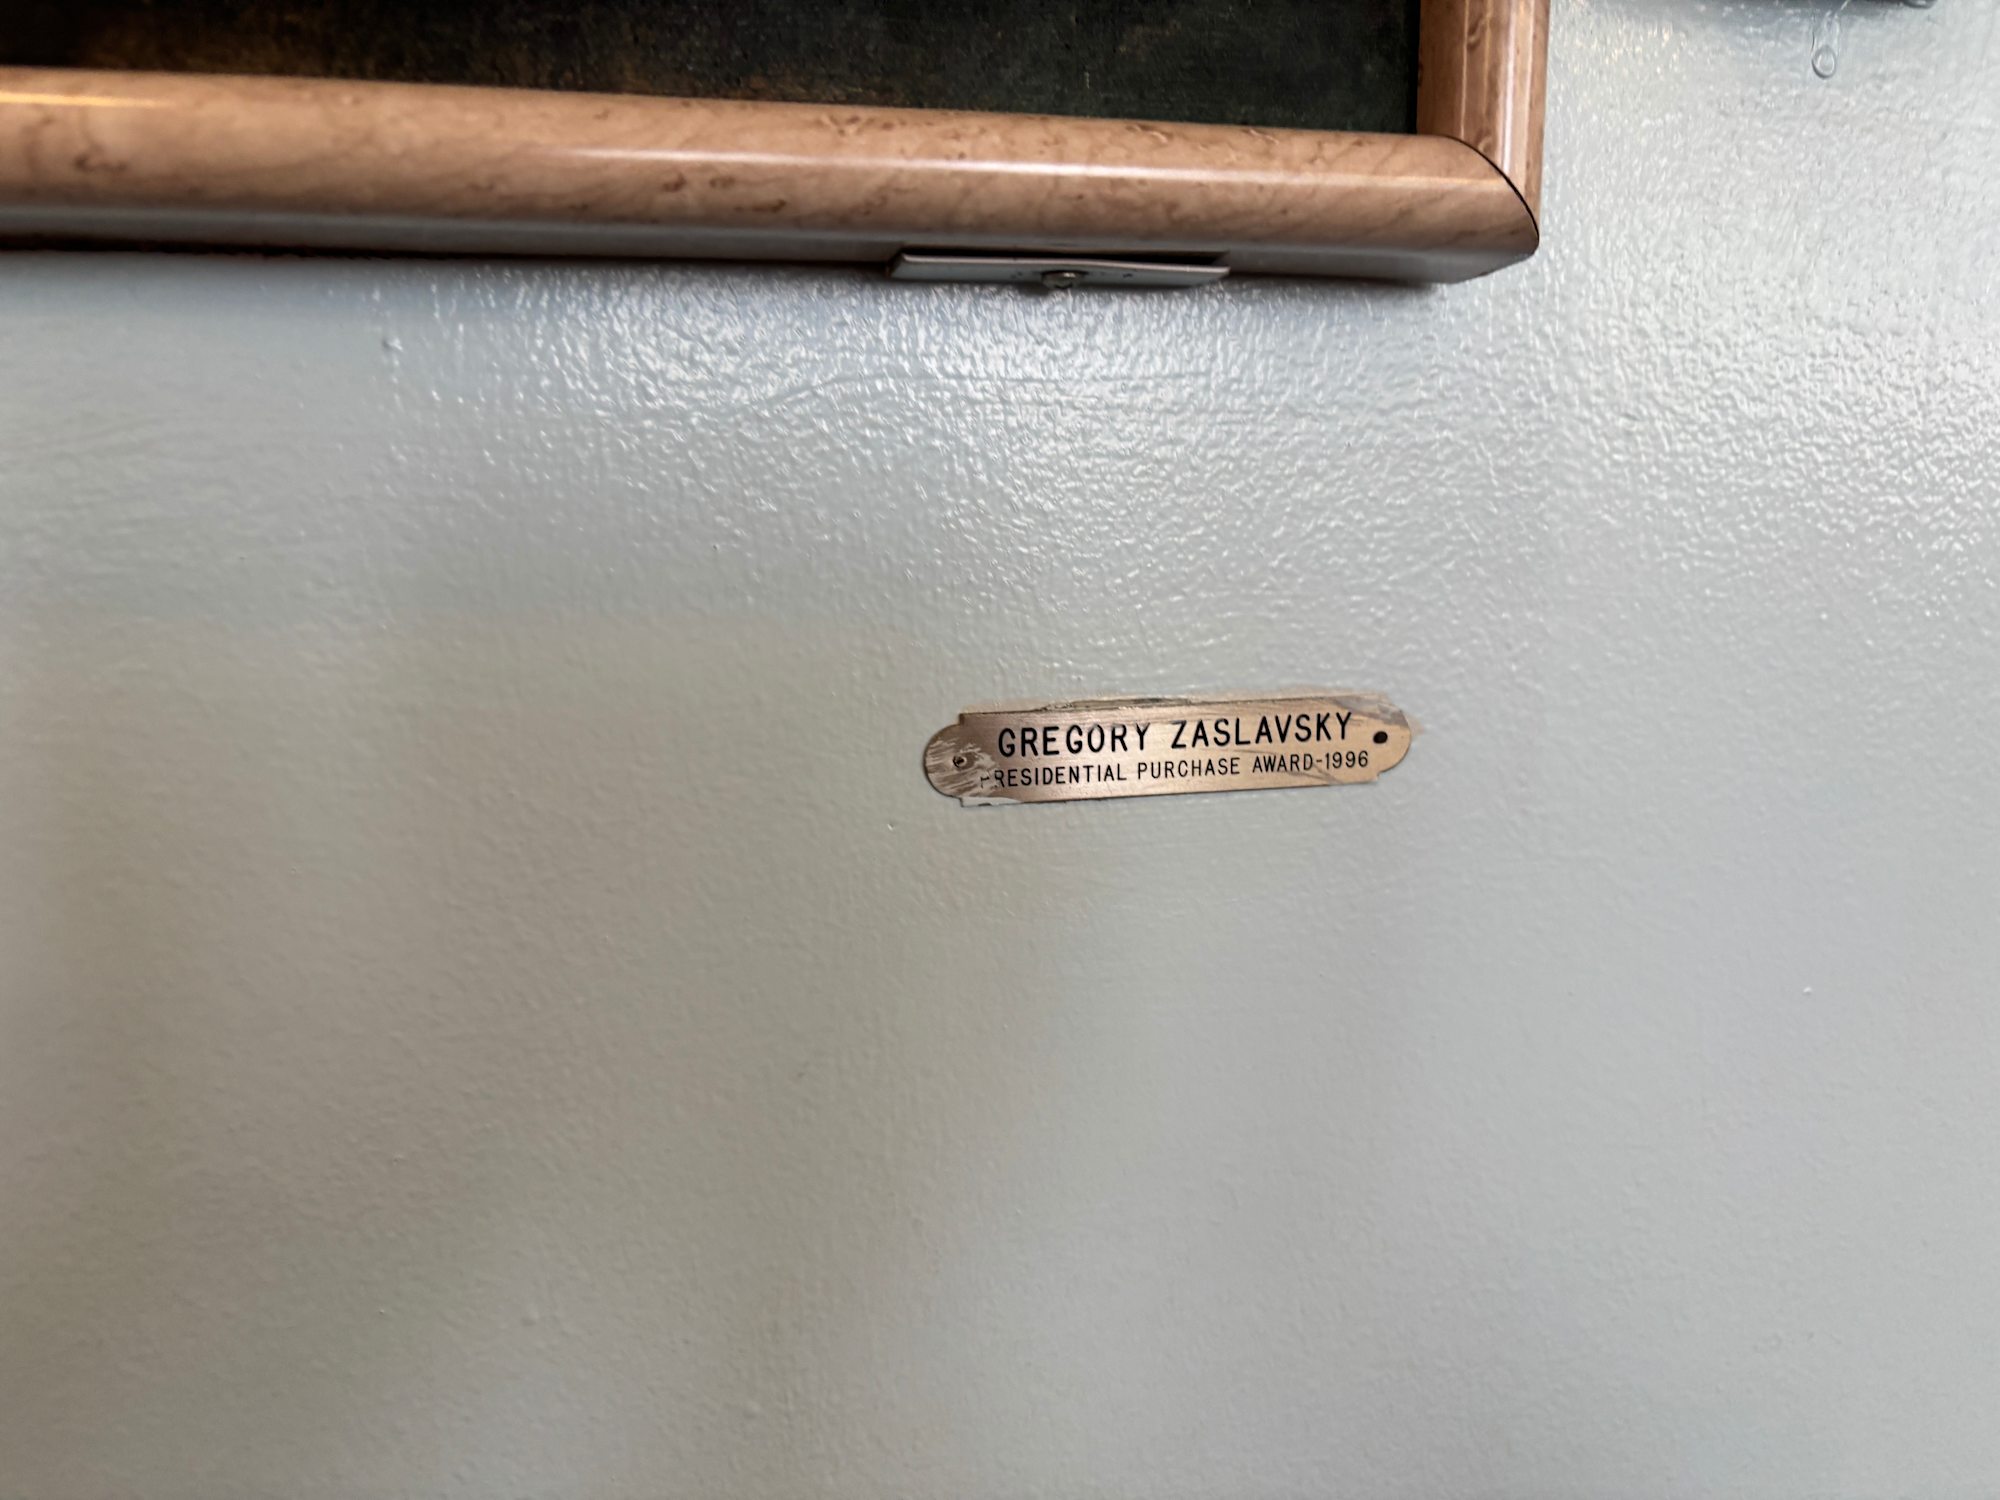 GREGORY ZASLAVSKY
PRESIDENTIAL PURCHASE AWARD-1996